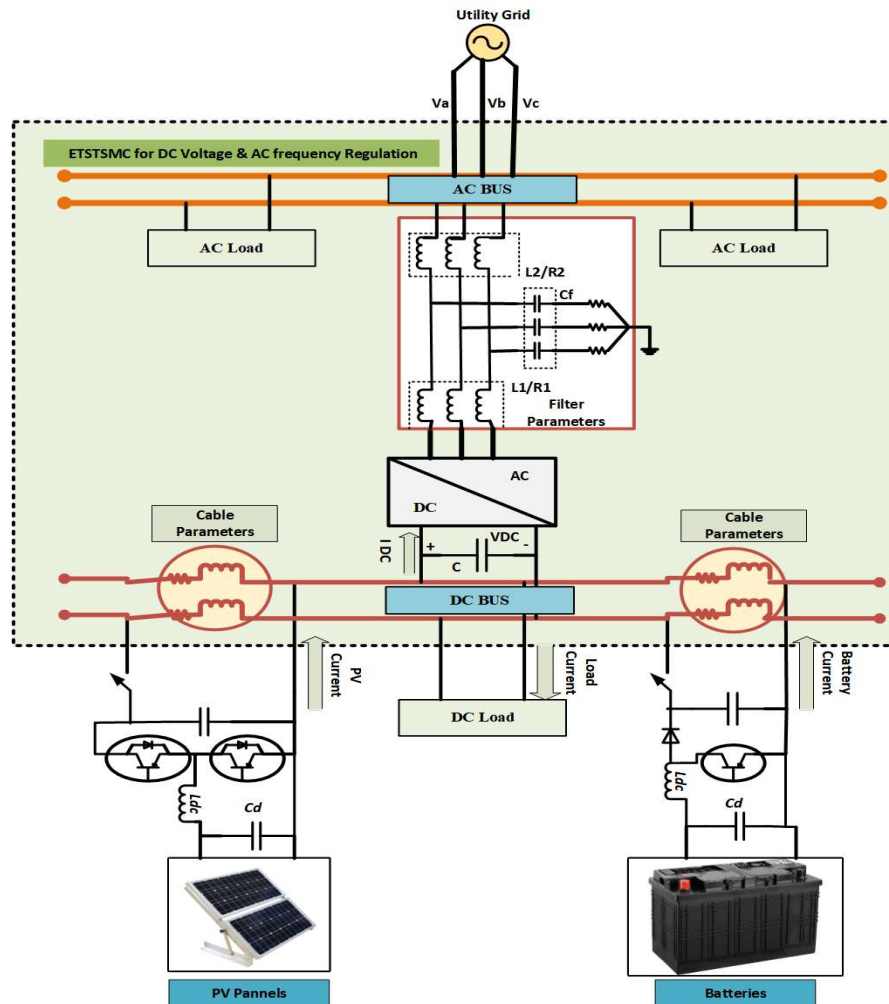 Utility Grid
Va
Vb
Vc
ETSTSMC for DC Voltage & AC frequency Regulation
AC BUS
AC Load
AC Load
L2/R2
Cf
L1/R1
Filter
Parameters
AC
DC
Cable
Parameters
Cable
Parameters
I DC
+
VDC
-
C
DC BUS
PV
Current
Load
Current
Battery
Current
DC Load
Ldc
Cd
Ldc
Cd
PV Pannels
Batteries